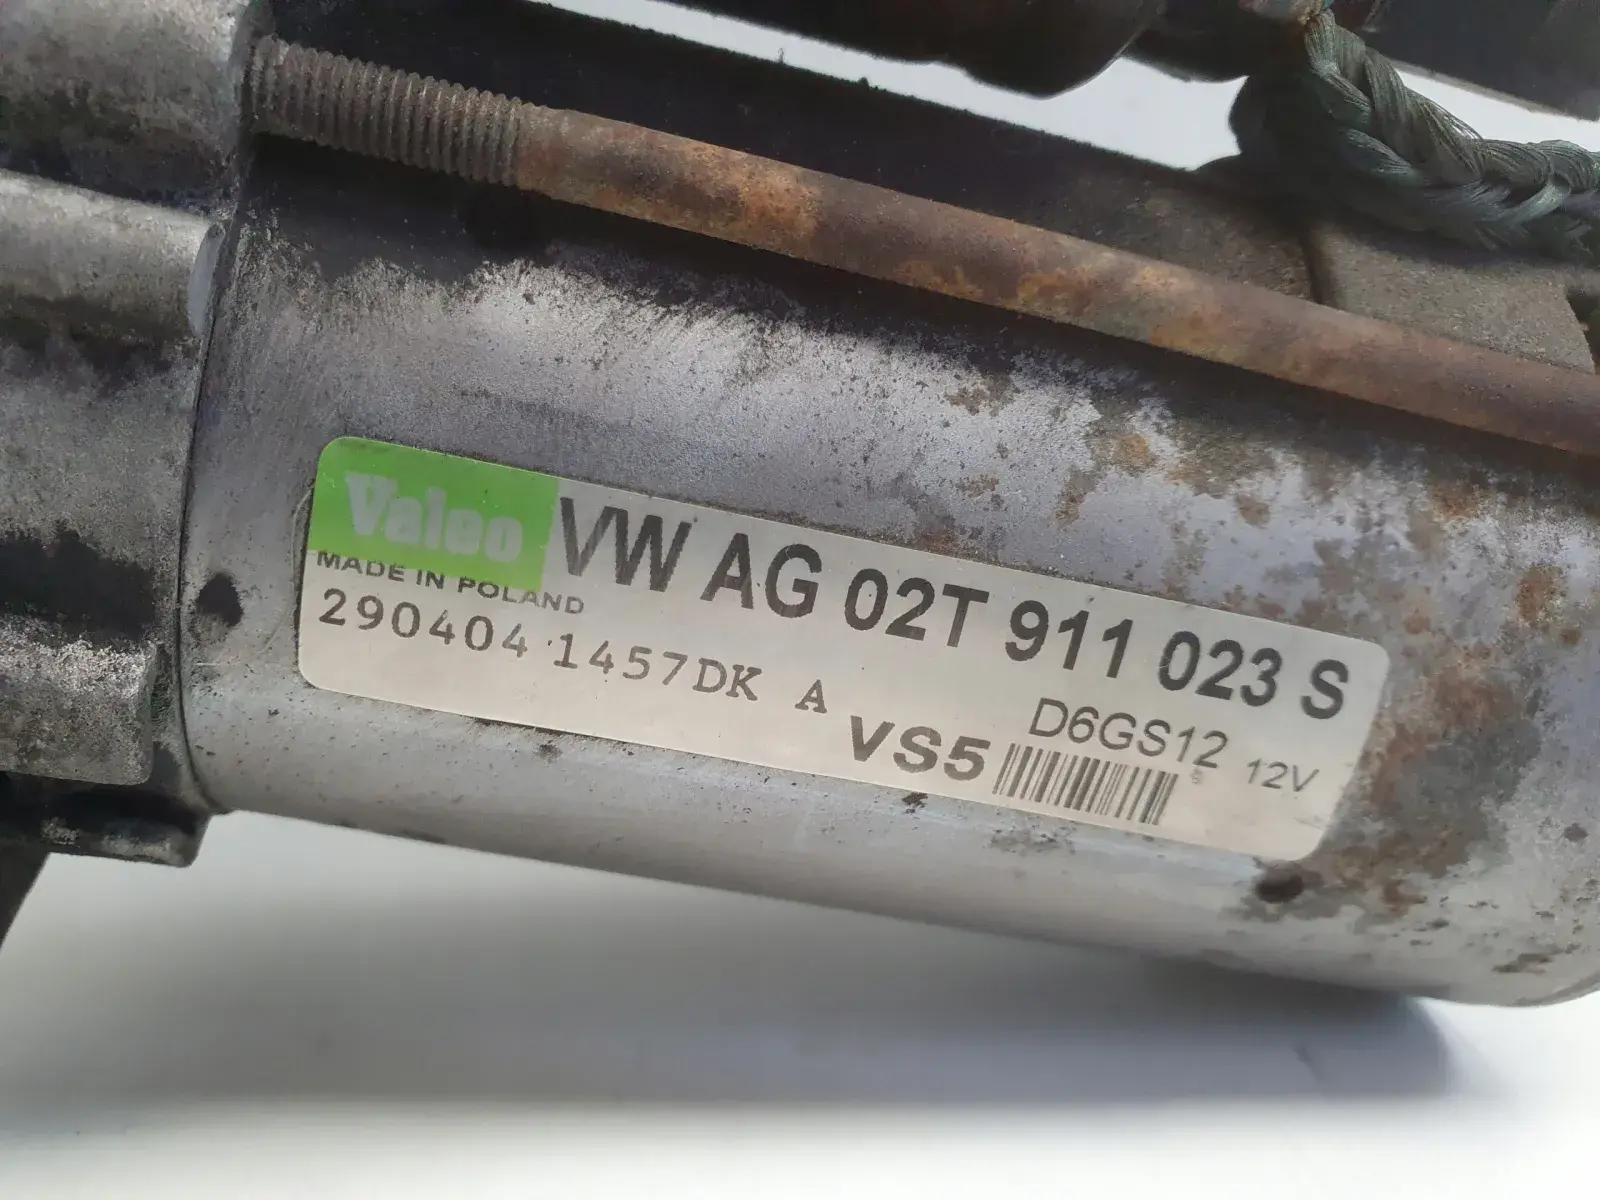 Valeo VW AG 02T 911 023 S
MADE IN POLAND
290404 1457DK A
D6GS12 12V
VS5